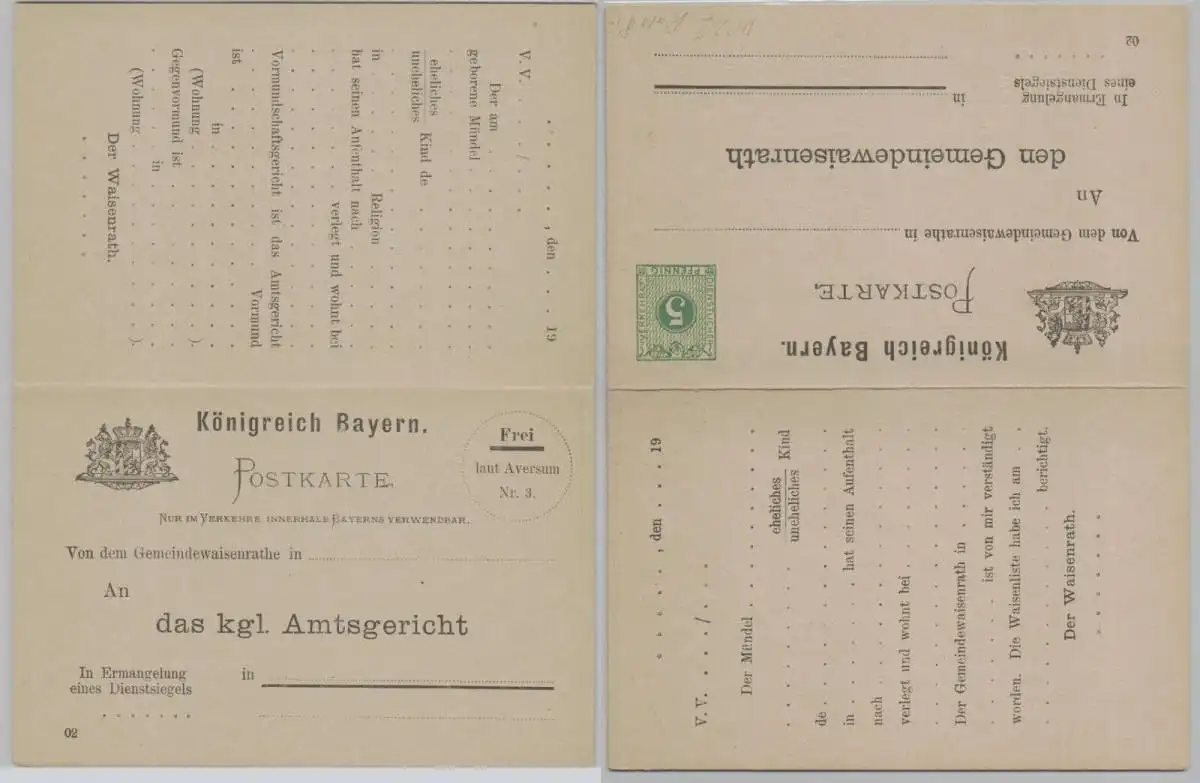 . . . . . . . , den . . . 19
V. V. . . . / . . .
Der am . . . . . . . . .
geborene Mündel . . . . . . . .
eheliches
uneheliches Kind de . . . . . .
in . . . . . . . Religion
hat seinen Aufenthalt nach . . . . . .
. . . . . . verlegt und wohnt bei
Vormundschaftsgericht ist das Amtsgericht
. . . . . . . . Vormund
ist . . . . . . . .
. . . . in . . . . . . .
(Wohnung . . . . . . . ).
Gegenvormund ist . . . . . . .
. . . . . in . . . . . .
(Wohnung . . . . . . . ).
Der Waisenrath.
. . . . . .
Königreich Bayern.
POSTKARTE.
NUR IM VERKEHRE INNERHALB BAYERNS VERWENDBAR.
Frei
laut Aversum
Nr. 3.
Von dem Gemeindewaisenrathe in
An
das kgl. Amtsgericht
In Ermangelung
eines Dienstsiegels
in
02
Königreich Bayern.
POSTKARTE.
5
PFENNIG
Von dem Gemeindewaisenrathe in
An
den Gemeindewaisenrath
In Ermangelung
eines Dienstsiegels
in
02
. . . . . . , den . . . 19
V. V. . . . / . . .
Der Mündel . . . . . . . .
. . . . . . eheliches
uneheliches Kind
de . . . . . . . .
in . . . . . . hat seinen Aufenthalt
nach . . . . . . . .
verlegt und wohnt bei . . . . . .
Der Gemeindewaisenrath in . . . . .
. . . . . . ist von mir verständigt
worden. Die Waisenliste habe ich am . .
. . . . . . . . berichtigt.
Der Waisenrath.
. . . . . .